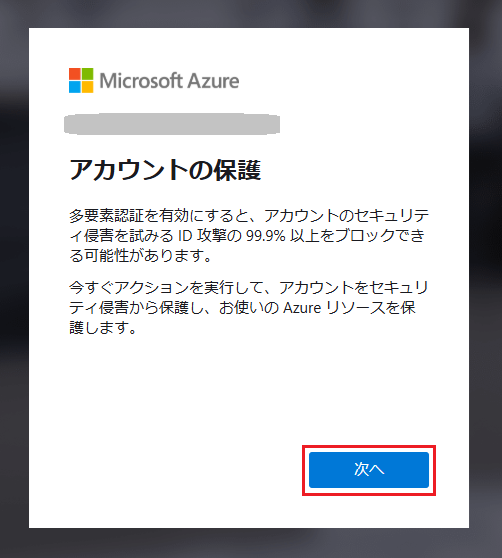 Microsoft Azure
アカウントの保護
多要素認証を有効にすると、アカウントのセキュリテ
ィ侵害を試みる ID 攻撃の 99.9% 以上をブロックでき
る可能性があります。
今すぐアクションを実行して、アカウントをセキュリ
ティ侵害から保護し、お使いの Azure リソースを保
護します。
次へ